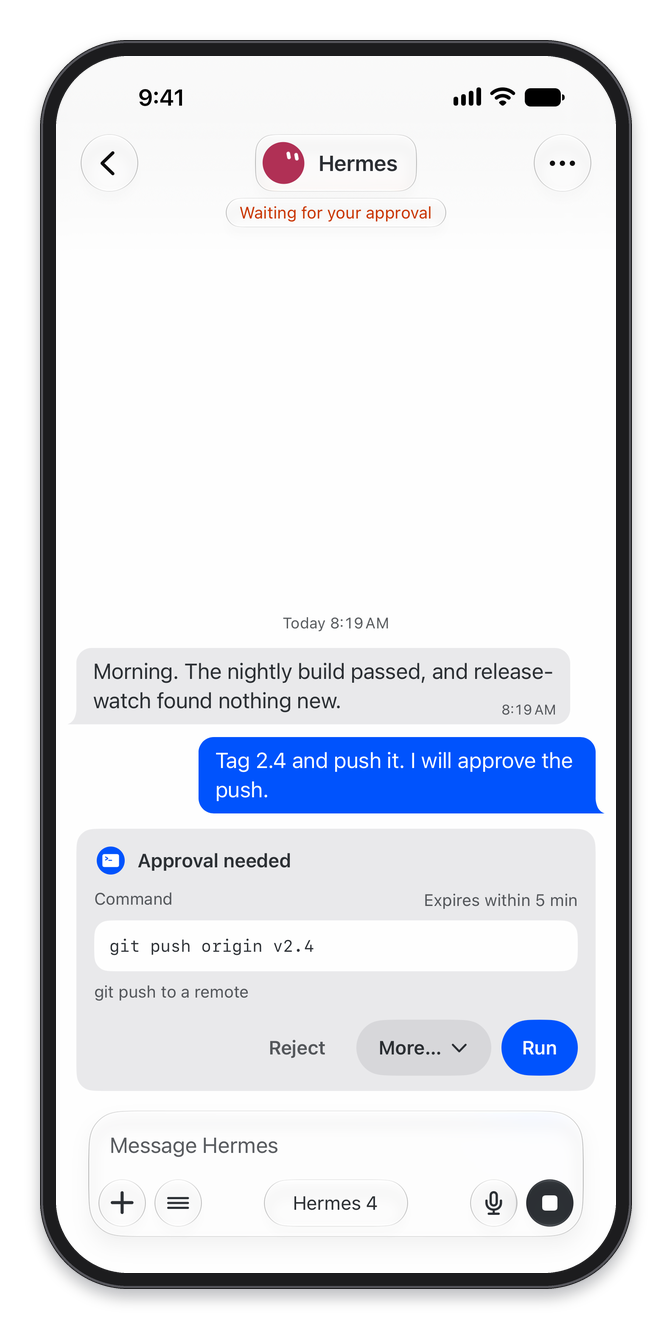 9:41
Hermes
Waiting for your approval
Today 8:19 AM
Morning. The nightly build passed, and release-
watch found nothing new.
8:19 AM
Tag 2.4 and push it. I will approve the
push.
Approval needed
Command
Expires within 5 min
git push origin v2.4
git push to a remote
Reject
More...
Run
Message Hermes
Hermes 4